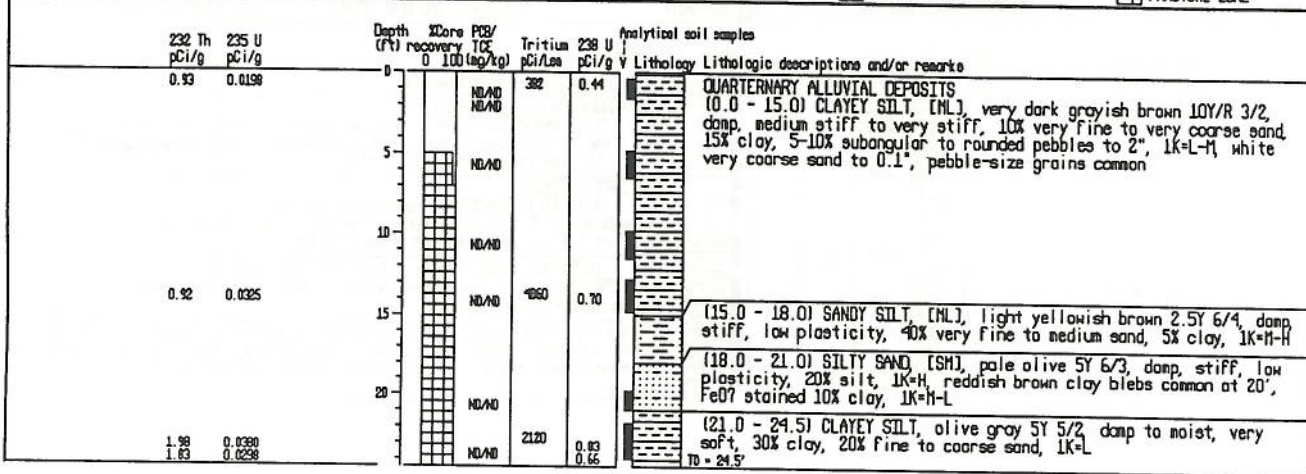 232 Th 235 U
pCi/g pCi/g
Depth %Core PCB/
(ft) recovery TCE Tritium 238 U
0 100 (mg/kg) pCi/Lsm pCi/g
Analytical soil samples
V Lithology Lithologic descriptions and/or remarks
0.93 0.0198
0
ND/ND 382 0.44
ND/ND
QUARTERNARY ALLUVIAL DEPOSITS
(0.0 - 15.0) CLAYEY SILT, [ML], very dark grayish brown 10Y/R 3/2,
damp, medium stiff to very stiff, 10% very fine to very coarse sand,
15% clay, 5-10% subangular to rounded pebbles to 2", 1K=L-M, white
very coarse sand to 0.1", pebble-size grains common
5
ND/ND
10
ND/ND
0.92 0.0325
ND/ND 0.70
15
(15.0 - 18.0) SANDY SILT, [ML], light yellowish brown 2.5Y 6/4, damp,
stiff, low plasticity, 40% very fine to medium sand, 5% clay, 1K=M-H
(18.0 - 21.0) SILTY SAND, [SM], pale olive 5Y 6/3, damp, stiff, low
plasticity, 20% silt, 1K=H, reddish brown clay blebs common at 20',
FeO? stained 10% clay, 1K=M-L
20
ND/ND
(21.0 - 24.5) CLAYEY SILT, olive gray 5Y 5/2, damp to moist, very
soft, 30% clay, 20% fine to coarse sand, 1K=L
1.98 0.0380
1.83 0.0298
ND/ND 2120 0.83
0.66
TD = 24.5'